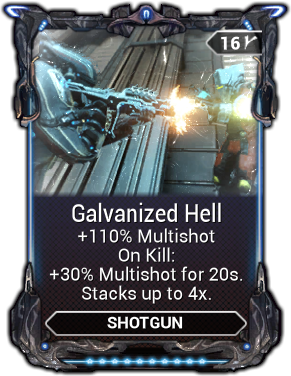 16
Galvanized Hell
+110% Multishot
On Kill:
+30% Multishot for 20s.
Stacks up to 4x.
SHOTGUN